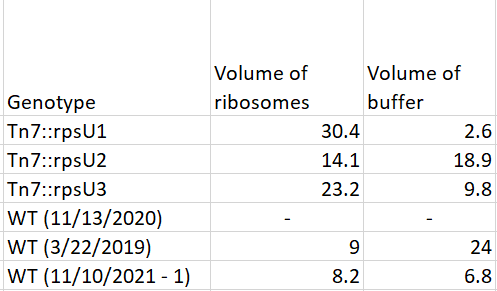 Genotype Volume of ribosomes Volume of buffer
Tn7::rpsU1 30.4 2.6
Tn7::rpsU2 14.1 18.9
Tn7::rpsU3 23.2 9.8
WT (11/13/2020) - -
WT (3/22/2019) 9 24
WT (11/10/2021 - 1) 8.2 6.8